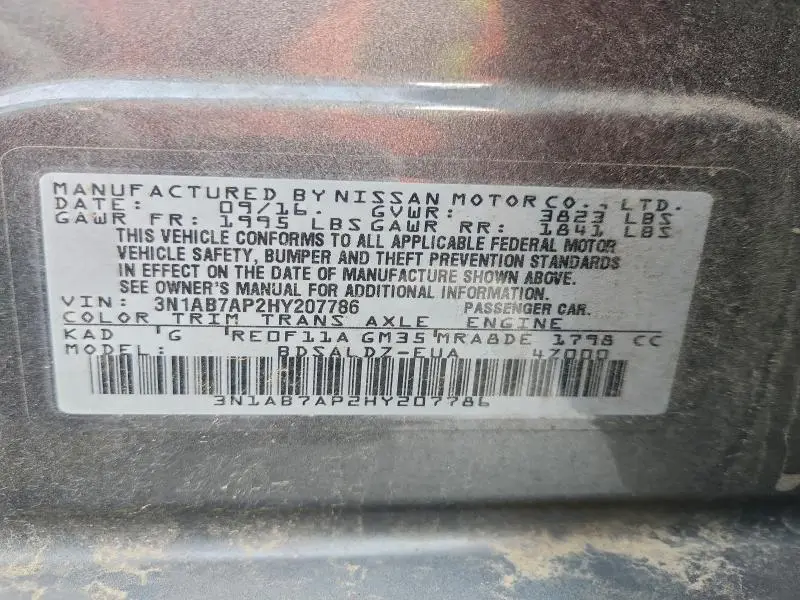 MANUFACTURED BY NISSAN MOTOR CO., LTD.
DATE: 09/16. GVWR: 3823 LBS
GAWR FR: 1995 LBS GAWR RR: 1841 LBS
THIS VEHICLE CONFORMS TO ALL APPLICABLE FEDERAL MOTOR
VEHICLE SAFETY, BUMPER AND THEFT PREVENTION STANDARDS
IN EFFECT ON THE DATE OF MANUFACTURE SHOWN ABOVE.
SEE OWNER'S MANUAL FOR ADDITIONAL INFORMATION.
VIN: 3N1AB7AP2HY207786 PASSENGER CAR.
COLOR TRIM TRANS AXLE ENGINE
KAD G RE0F11A GM35 MRA8DE 1798 CC
MODEL: BDSALDZ-EUA 47000
3N1AB7AP2HY207786